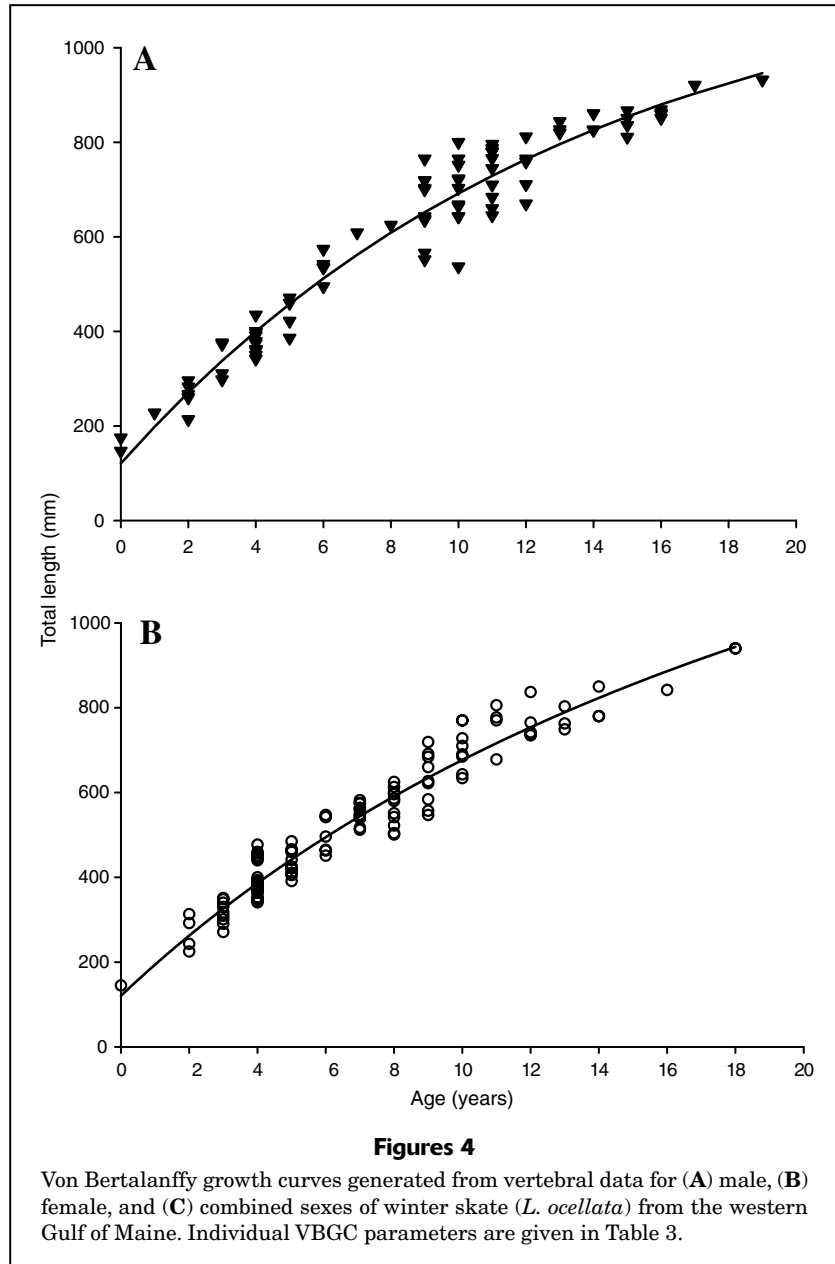 A
1000
800
600
400
200
0
0 2 4 6 8 10 12 14 16 18 20
Total length (mm)
B
1000
800
600
400
200
0
0 2 4 6 8 10 12 14 16 18 20
Age (years)
Figures 4
Von Bertalanffy growth curves generated from vertebral data for (A) male, (B)
female, and (C) combined sexes of winter skate (L. ocellata) from the western
Gulf of Maine. Individual VBGC parameters are given in Table 3.